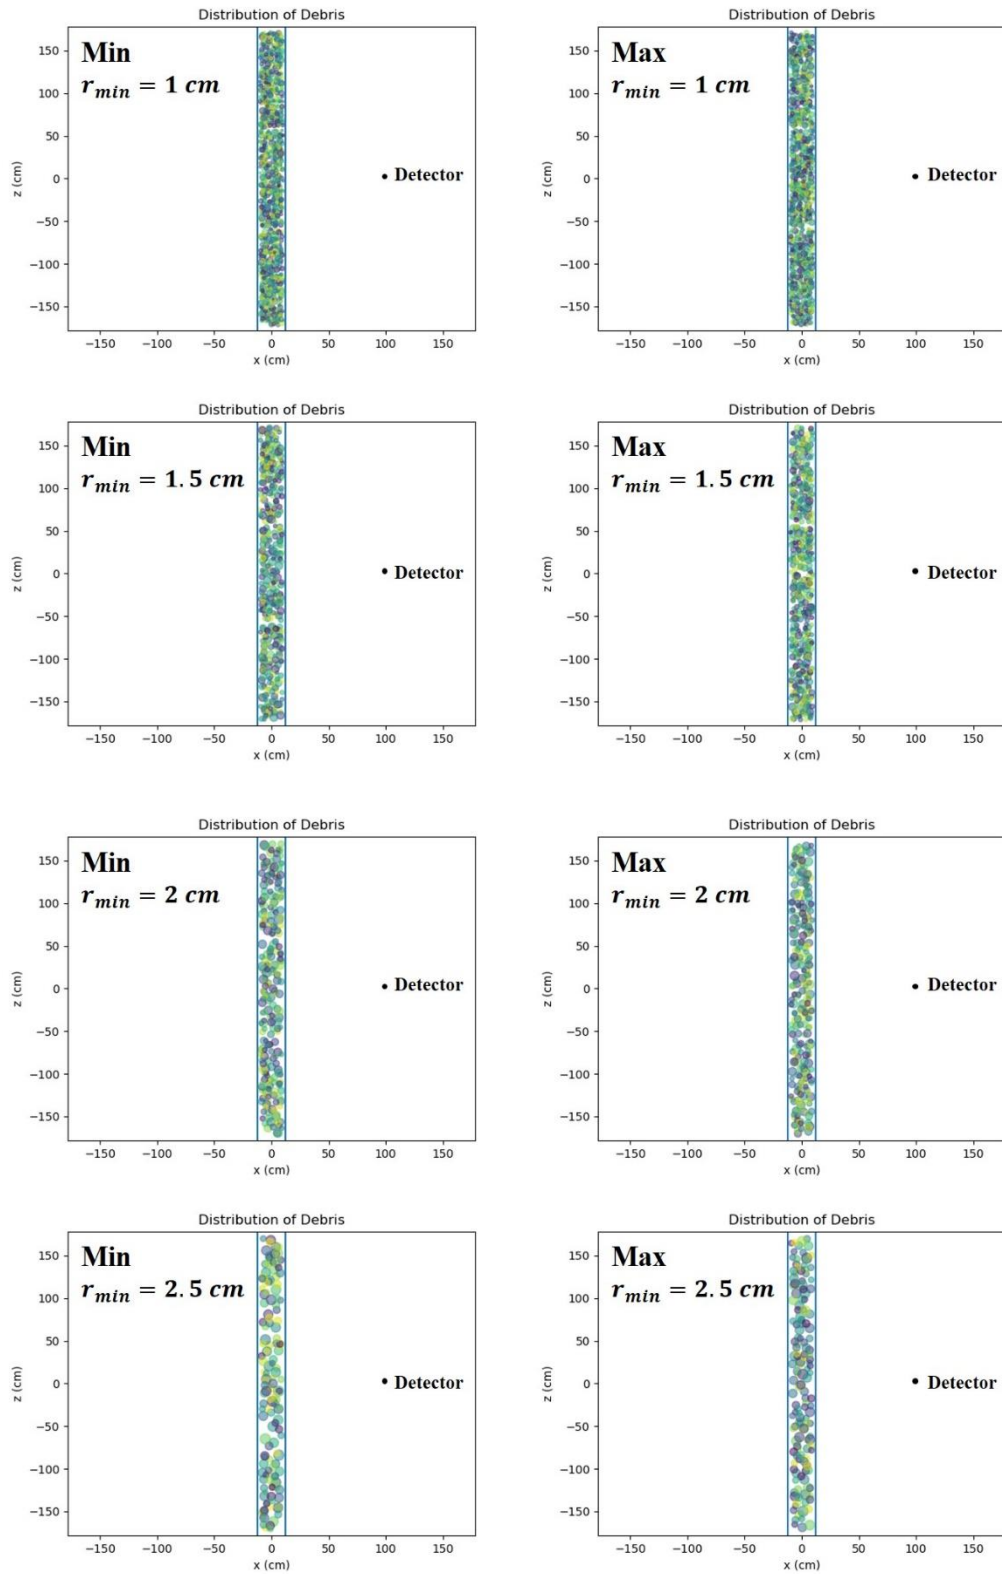 Distribution of Debris
Min
r_min = 1 cm
Detector
z (cm)
150
100
50
0
−50
−100
−150
−150 −100 −50 0 50 100 150
x (cm)
Distribution of Debris
Max
r_min = 1 cm
Detector
z (cm)
150
100
50
0
−50
−100
−150
−150 −100 −50 0 50 100 150
x (cm)
Distribution of Debris
Min
r_min = 1.5 cm
Detector
z (cm)
150
100
50
0
−50
−100
−150
−150 −100 −50 0 50 100 150
x (cm)
Distribution of Debris
Max
r_min = 1.5 cm
Detector
z (cm)
150
100
50
0
−50
−100
−150
−150 −100 −50 0 50 100 150
x (cm)
Distribution of Debris
Min
r_min = 2 cm
Detector
z (cm)
150
100
50
0
−50
−100
−150
−150 −100 −50 0 50 100 150
x (cm)
Distribution of Debris
Max
r_min = 2 cm
Detector
z (cm)
150
100
50
0
−50
−100
−150
−150 −100 −50 0 50 100 150
x (cm)
Distribution of Debris
Min
r_min = 2.5 cm
Detector
z (cm)
150
100
50
0
−50
−100
−150
−150 −100 −50 0 50 100 150
x (cm)
Distribution of Debris
Max
r_min = 2.5 cm
Detector
z (cm)
150
100
50
0
−50
−100
−150
−150 −100 −50 0 50 100 150
x (cm)